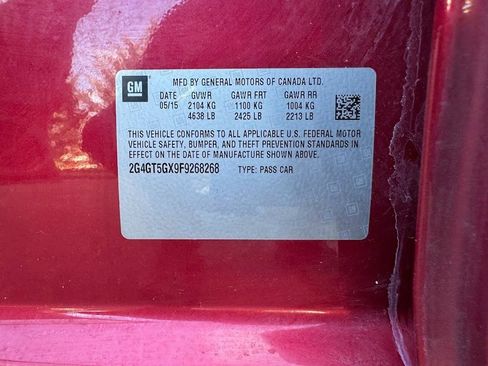 GM
MFD BY GENERAL MOTORS OF CANADA LTD.
DATE GVWR GAWR FRT GAWR RR
05/15 2104 KG 1100 KG 1004 KG
4638 LB 2425 LB 2213 LB
THIS VEHICLE CONFORMS TO ALL APPLICABLE U.S. FEDERAL MOTOR
VEHICLE SAFETY, BUMPER, AND THEFT PREVENTION STANDARDS IN
EFFECT ON THE DATE OF MANUFACTURE SHOWN ABOVE.
2G4GT5GX9F9268268 TYPE: PASS CAR